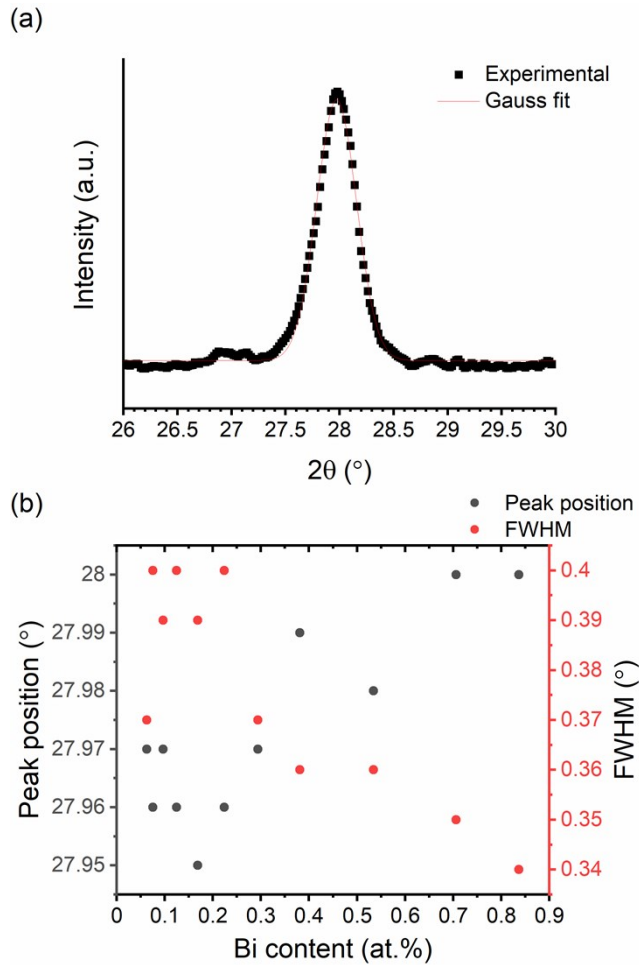 (a)
Experimental
Gauss fit
Intensity (a.u.)
26 26.5 27 27.5 28 28.5 29 29.5 30
2θ (°)
(b)
Peak position
FWHM
28
27.99
27.98
27.97
27.96
27.95
Peak position (°)
0.4
0.39
0.38
0.37
0.36
0.35
0.34
FWHM (°)
0 0.1 0.2 0.3 0.4 0.5 0.6 0.7 0.8 0.9
Bi content (at.%)